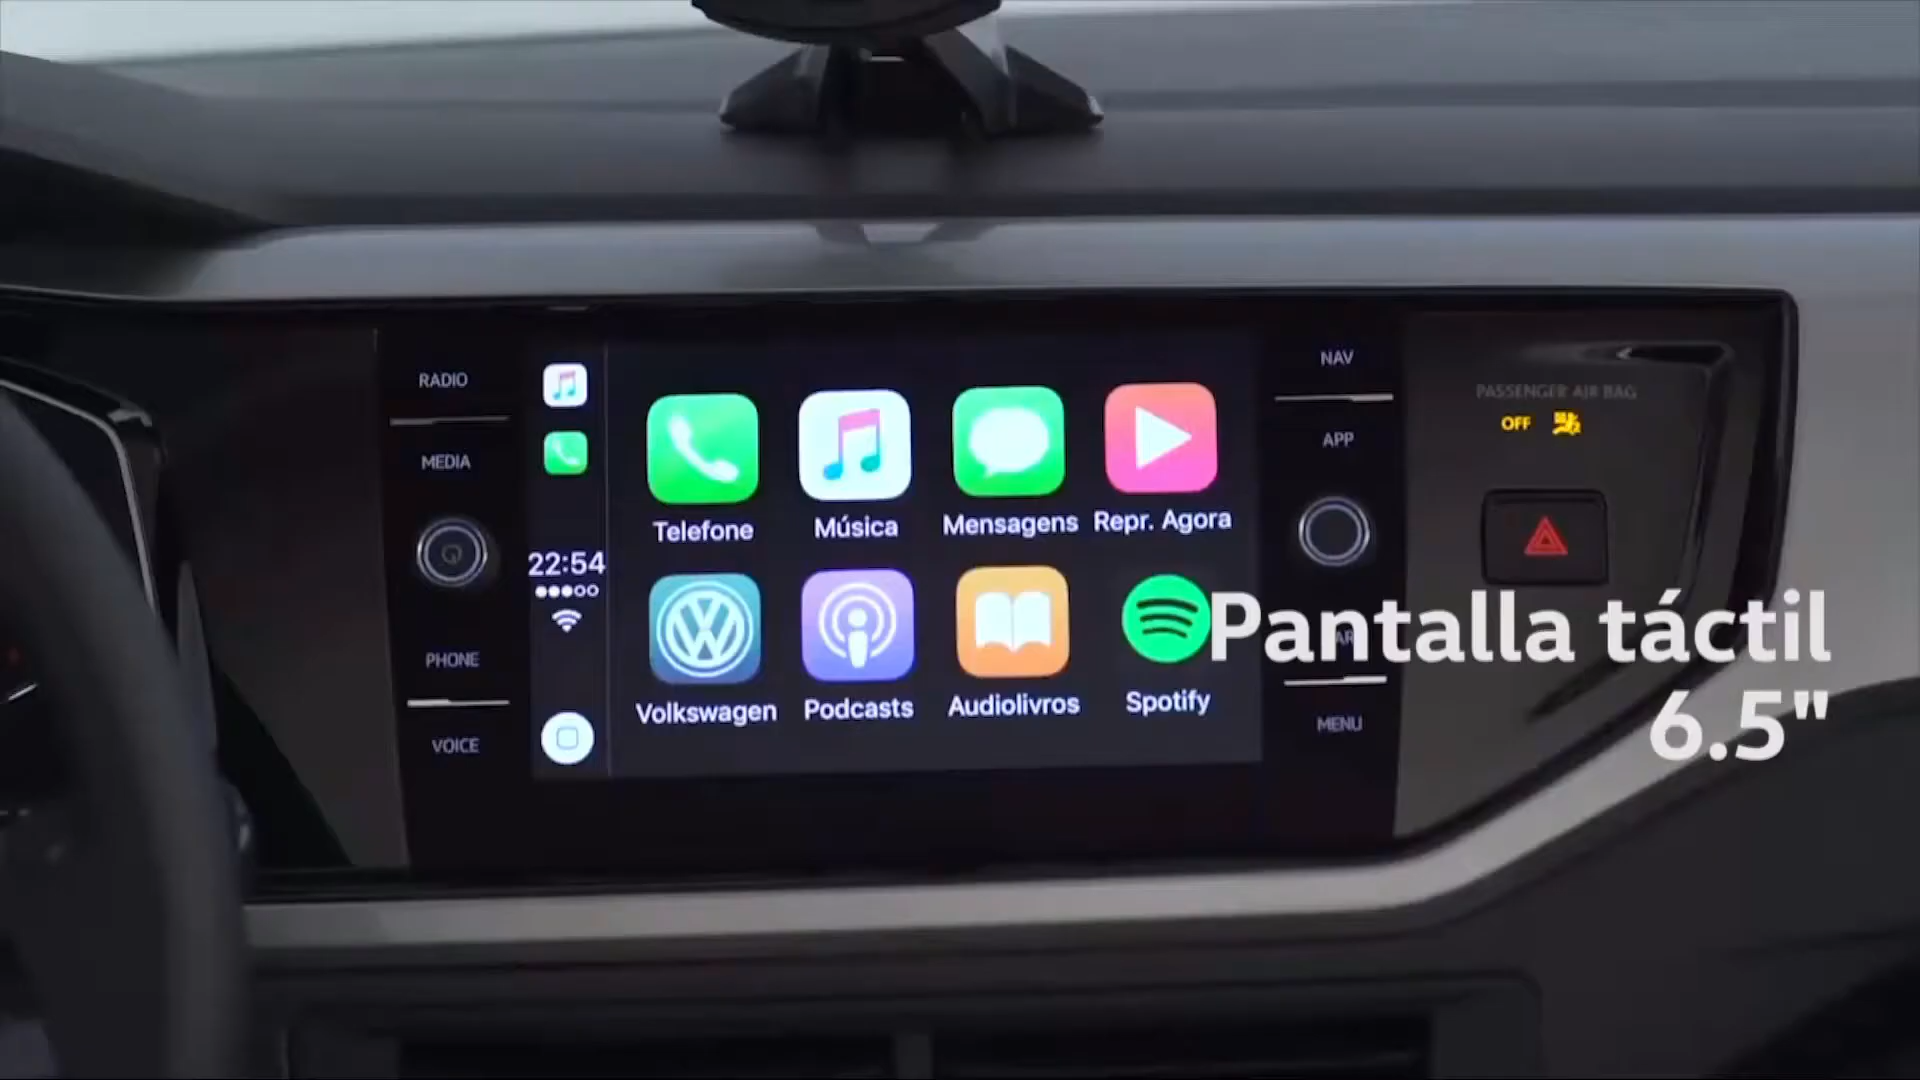 RADIO
MEDIA
PHONE
VOICE
22:54
Telefone
Música
Mensagens
Repr. Agora
Volkswagen
Podcasts
Audiolivros
Spotify
NAV
APP
MENU
PASSENGER AIR BAG
OFF
Pantalla táctil
6.5"